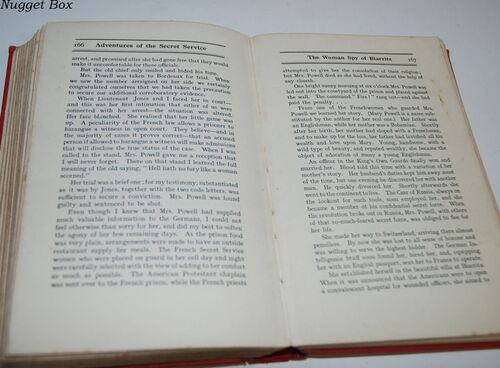 Nugget Box
166 Adventures of the Secret Service
arrest, and promised after she had gone free that they would
make it uncomfortable for those officials.
But the old chief only smiled and bided his time.
Mrs. Powell was taken to Bordeaux for trial. When
we saw the number arraigned on her side we certainly
congratulated ourselves that we had taken the precaution
to secure our additional corroborative evidence.
When Lieutenant Jones and I faced her in court—
and this was her first intimation that either of us were
connected with her arrest—the situation was altered.
Her face blanched. She realised that her little game was
up. A peculiarity of the French law allows a prisoner to
harangue a witness in open court. They believe—and in
the majority of cases it proves correct—that an accused
person if allowed to harangue a witness will make admissions
that will disclose the true status of the case. When I was
called to the stand, Mrs. Powell gave me a reception that
I will never forget. There on that stand I learned the full
meaning of the old saying, " Hell hath no fury like a woman
scorned."
Her trial was a brief one; for my testimony, substantiated
as it was by Jones, together with the two code letters, was
sufficient to secure a conviction. Mrs. Powell was found
guilty and sentenced to be shot.
Even though I knew that Mrs. Powell had supplied
much valuable information to the Germans, I could not
feel otherwise than sorry for her, and did my best to soften
the agony of her few remaining days. As the prison food
was very plain, arrangements were made to have an outside
restaurant supply her meals. The French Secret Service
women who were placed on guard in her cell day and night
were carefully selected with the view of adding to her comfort
as much as possible. The American Protestant chaplain
was sent over to the French prison, while the French priests
The Woman Spy of Biarritz 167
attempted to give her the consolation of their religion;
but Mrs. Powell died as she had lived, without the help of
any church.
One bright sunny morning at six o'clock Mrs. Powell was
led out into the courtyard of the prison and placed against
the wall. The command " Fire ! " rang out—and she had
paid the penalty.
From one of the Frenchwomen who guarded Mrs.
Powell we learned her story. (Mary Powell is a name substituted
by the author for her real one.) Her father was
an Englishman, while her mother was a Bohemian. Shortly
after her birth, her mother had eloped with a Frenchman,
and to make up for the loss, her father had lavished all his
wealth and love upon Mary. Young, handsome, with a
wild type of beauty, and reputed wealthy, she became the
object of adoration of many a young Englishman.
An officer in the King's Own Guards finally won and
married her. Blood told this time with a vengeance of her
mother's story. Her husband's duties kept him away most
of the time, but one evening he discovered her with another
man. He quickly divorced her. Shortly afterwards she
went to the continent to live. The Czar of Russia, always on
the lookout for such tools, soon employed her, and she
became a member of his confidential secret force. When the
revolution broke out in Russia, Mrs. Powell, with others
of that so-much-feared secret force, was obliged to flee for
her life.
She made her way to Switzerland, arriving there almost
penniless. By now she was lost to all sense of honour and
was willing to serve the highest bidder. The German Intelligence
Staff soon found her, hired her, and, equipping
her with an English passport, sent her to France to operate.
She established herself in the beautiful villa at Biarritz.
When it was announced that the Americans were to open
a convalescent hospital for wounded officers, she aimed to